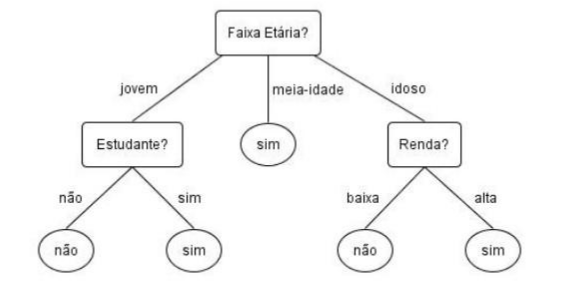 Faixa Etária?
jovem
meia-idade
idoso
Estudante?
sim
Renda?
não
sim
baixa
alta
não
sim
não
sim